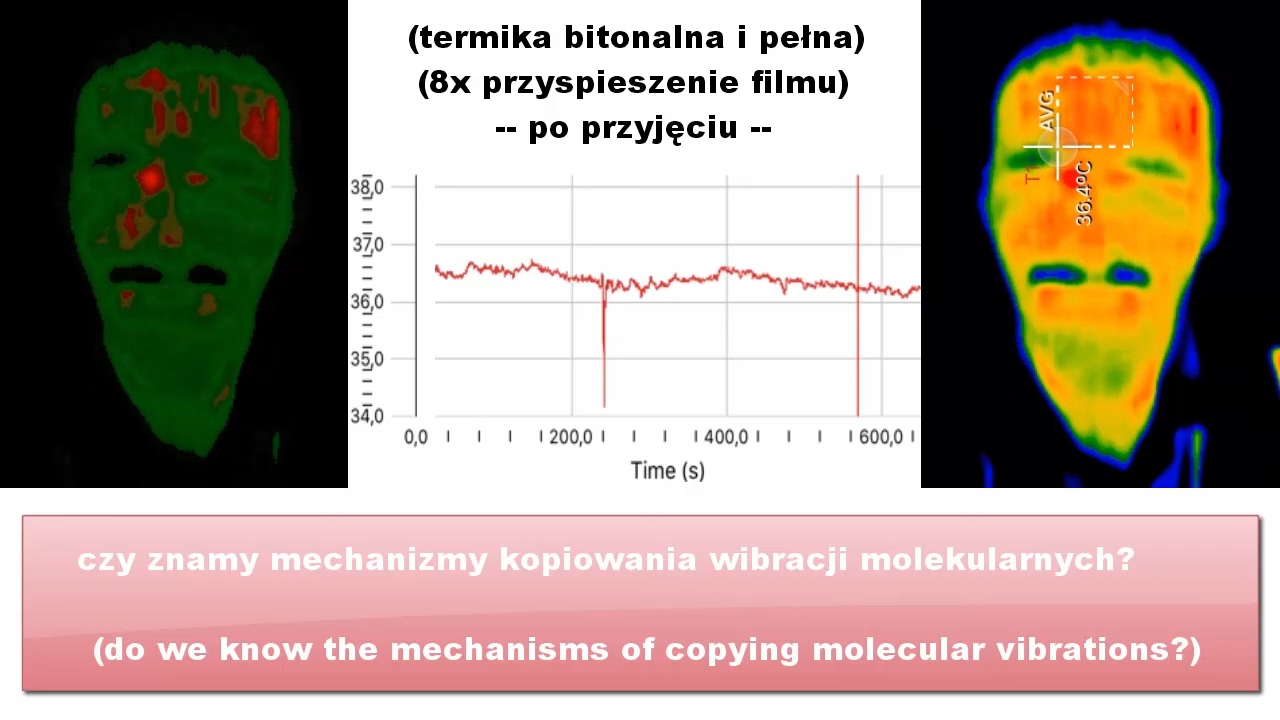 (termika bitonalna i pełna)
(8x przyspieszenie filmu)
-- po przyjęciu --
38,0
37,0
36,0
35,0
34,0
0,0 200,0 400,0 600,0
Time (s)
AVG
T1
36.4ºC
czy znamy mechanizmy kopiowania wibracji molekularnych?
(do we know the mechanisms of copying molecular vibrations?)